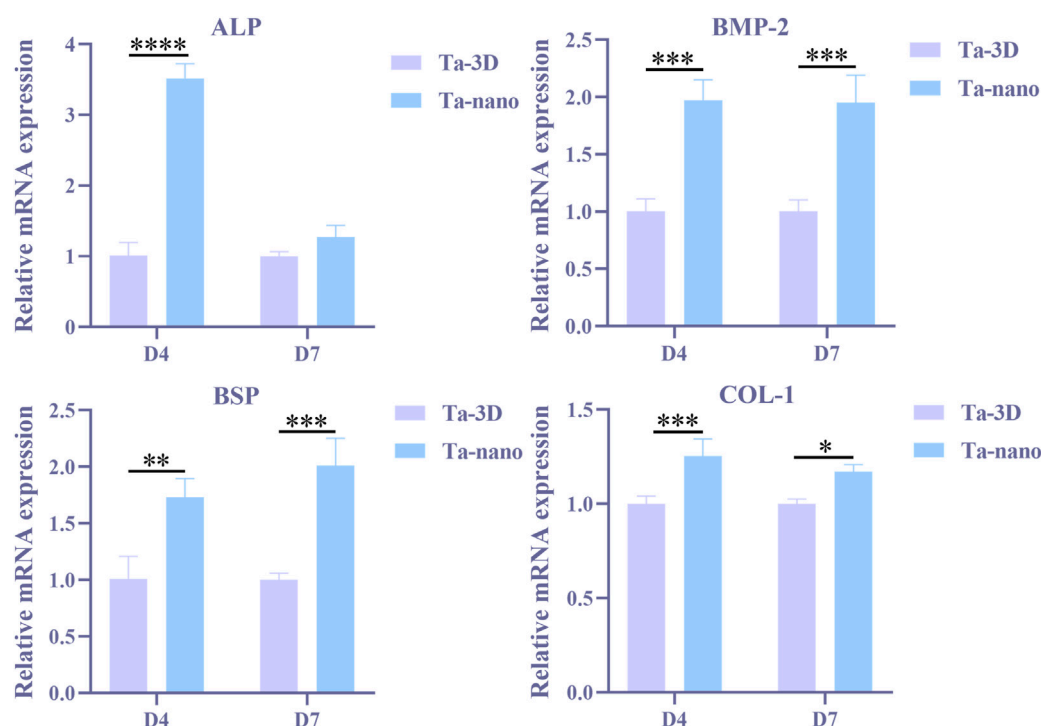 ALP
Relative mRNA expression
4
3
2
1
0
****
D4
D7
Ta-3D
Ta-nano
BMP-2
Relative mRNA expression
2.5
2.0
1.5
1.0
0.5
0.0
***
***
D4
D7
Ta-3D
Ta-nano
BSP
Relative mRNA expression
2.5
2.0
1.5
1.0
0.5
0.0
**
***
D4
D7
Ta-3D
Ta-nano
COL-1
Relative mRNA expression
1.5
1.0
0.5
0.0
***
*
D4
D7
Ta-3D
Ta-nano